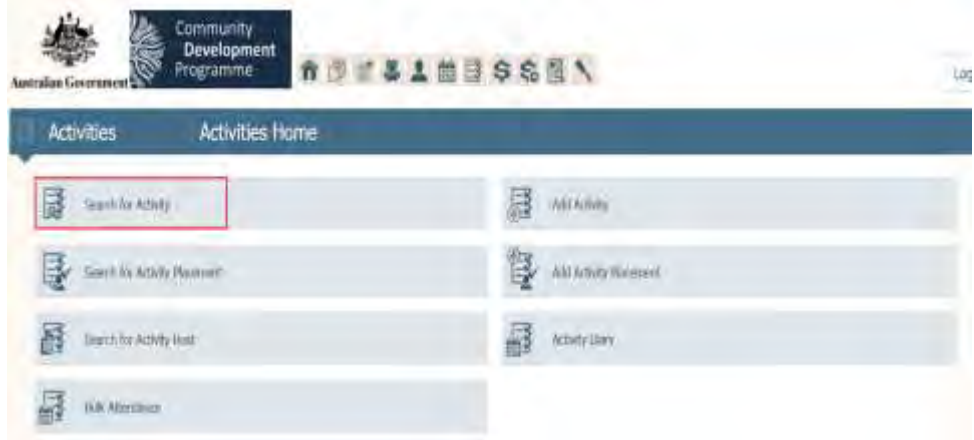 Australian Government
Community
Development
Programme
Log
Activities
Activities Home
Search for Activity
Add Activity
Search for Activity Placement
Add Activity Placement
Search for Activity Host
Activity Diary
Bulk Attendance